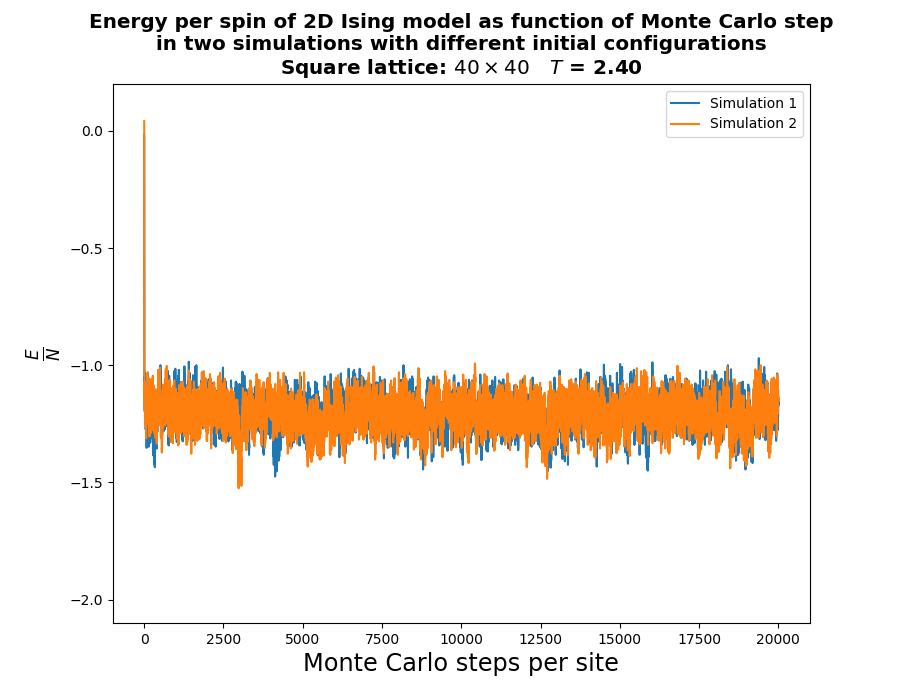 Energy per spin of 2D Ising model as function of Monte Carlo step
in two simulations with different initial configurations
Square lattice: 40 × 40 T = 2.40
Simulation 1
Simulation 2
0.0
−0.5
−1.0
−1.5
−2.0
E
N
0 2500 5000 7500 10000 12500 15000 17500 20000
Monte Carlo steps per site